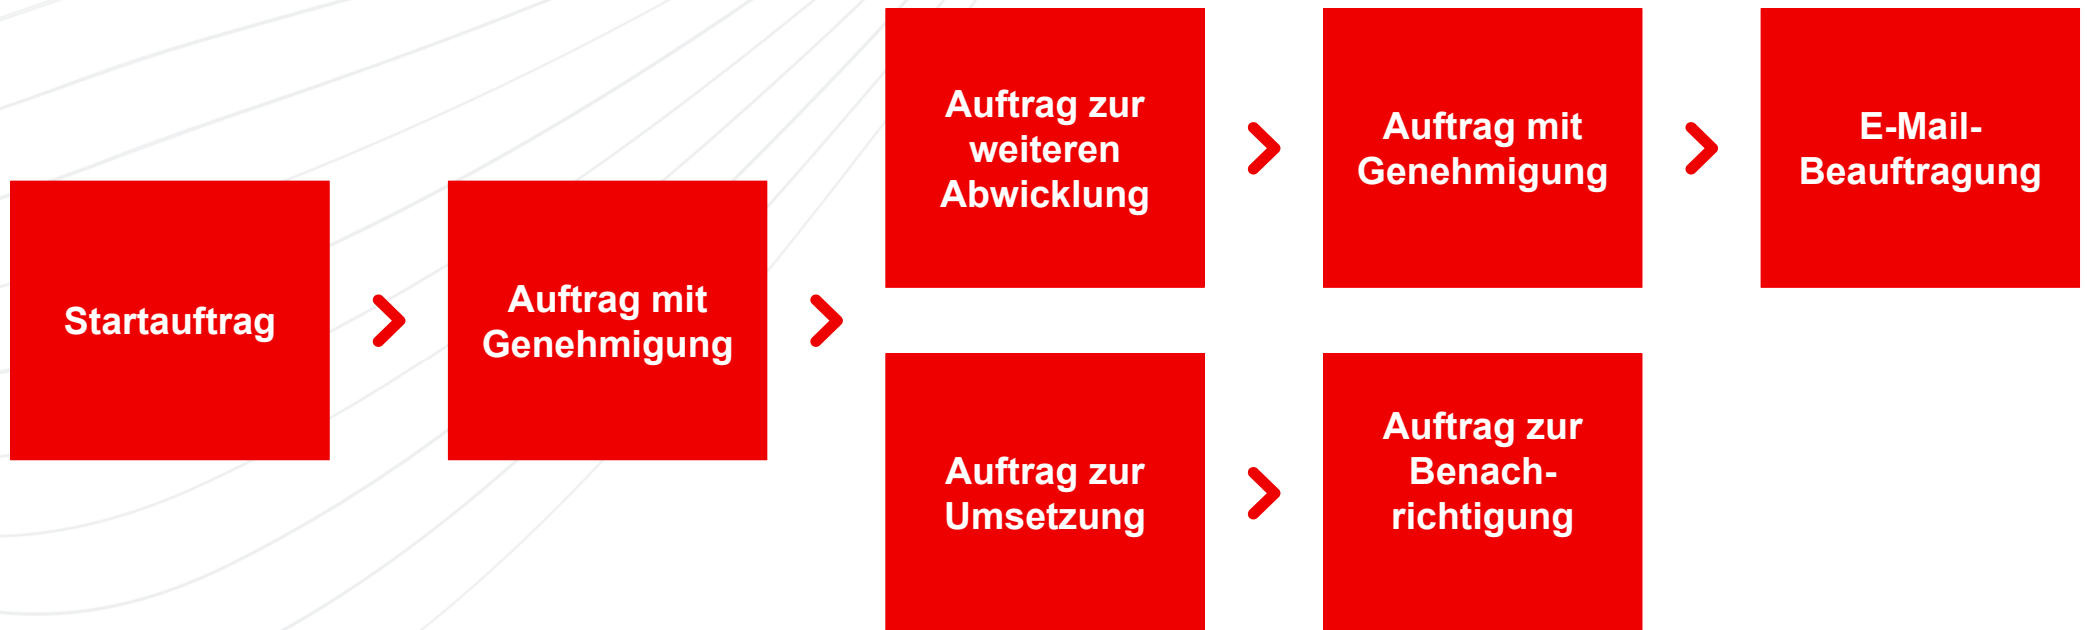 Startauftrag
Auftrag mit
Genehmigung
Auftrag zur
weiteren
Abwicklung
Auftrag mit
Genehmigung
E-Mail-
Beauftragung
Auftrag zur
Umsetzung
Auftrag zur
Benach-
richtigung